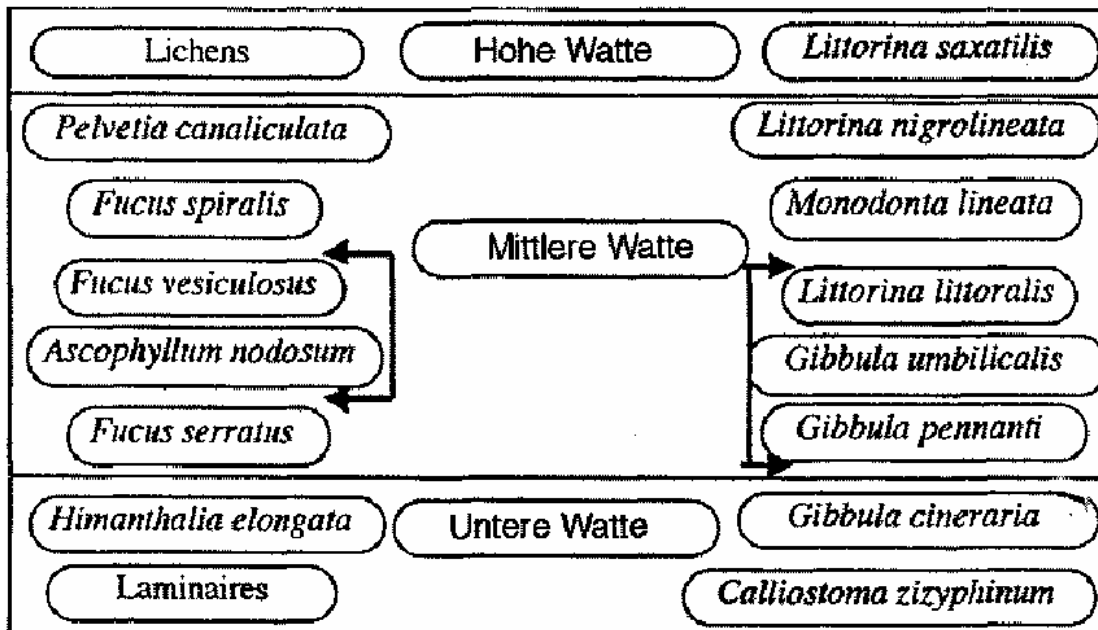 Lichens
Hohe Watte
Littorina saxatilis
Pelvetia canaliculata
Littorina nigrolineata
Fucus spiralis
Monodonta lineata
Mittlere Watte
Fucus vesiculosus
Littorina littoralis
Ascophyllum nodosum
Gibbula umbilicalis
Fucus serratus
Gibbula pennanti
Himanthalia elongata
Untere Watte
Gibbula cineraria
Laminaires
Calliostoma zizyphinum